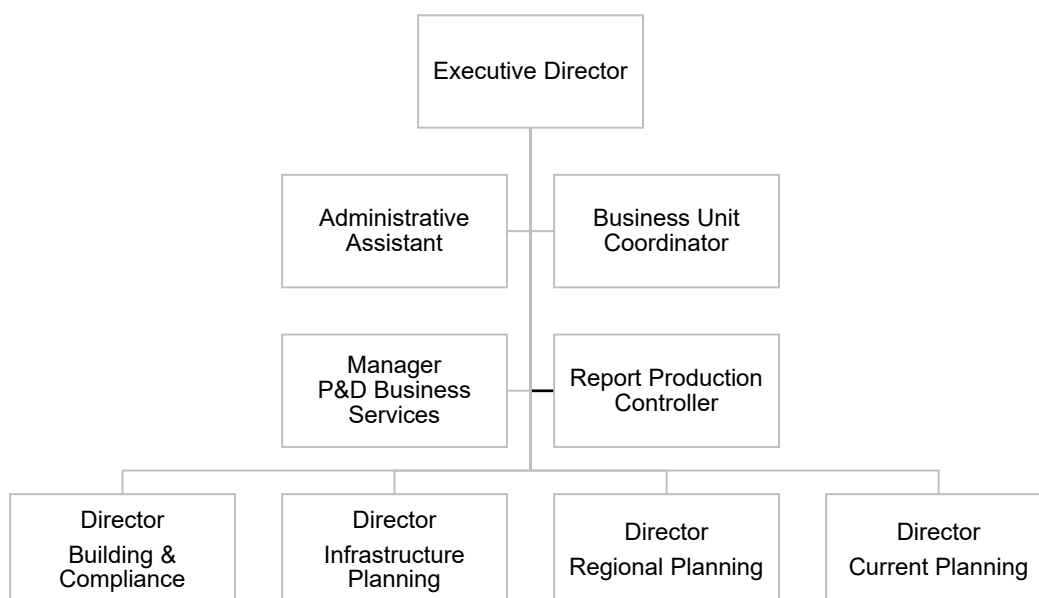 Executive Director
Administrative
Assistant
Business Unit
Coordinator
Manager
P&D Business
Services
Report Production
Controller
Director
Building &
Compliance
Director
Infrastructure
Planning
Director
Regional Planning
Director
Current Planning